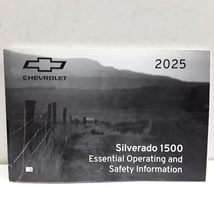 2025
CHEVROLET
Silverado 1500
Essential Operating and
Safety Information